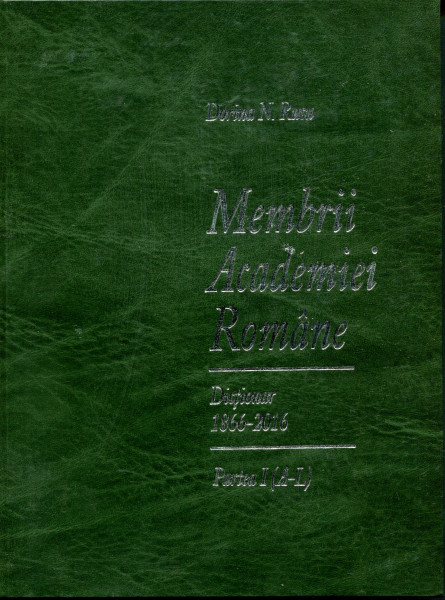 Dorina N. Rusu
Membrii
Academiei
Române
Dicționar
1866-2016
Partea I (A-L)